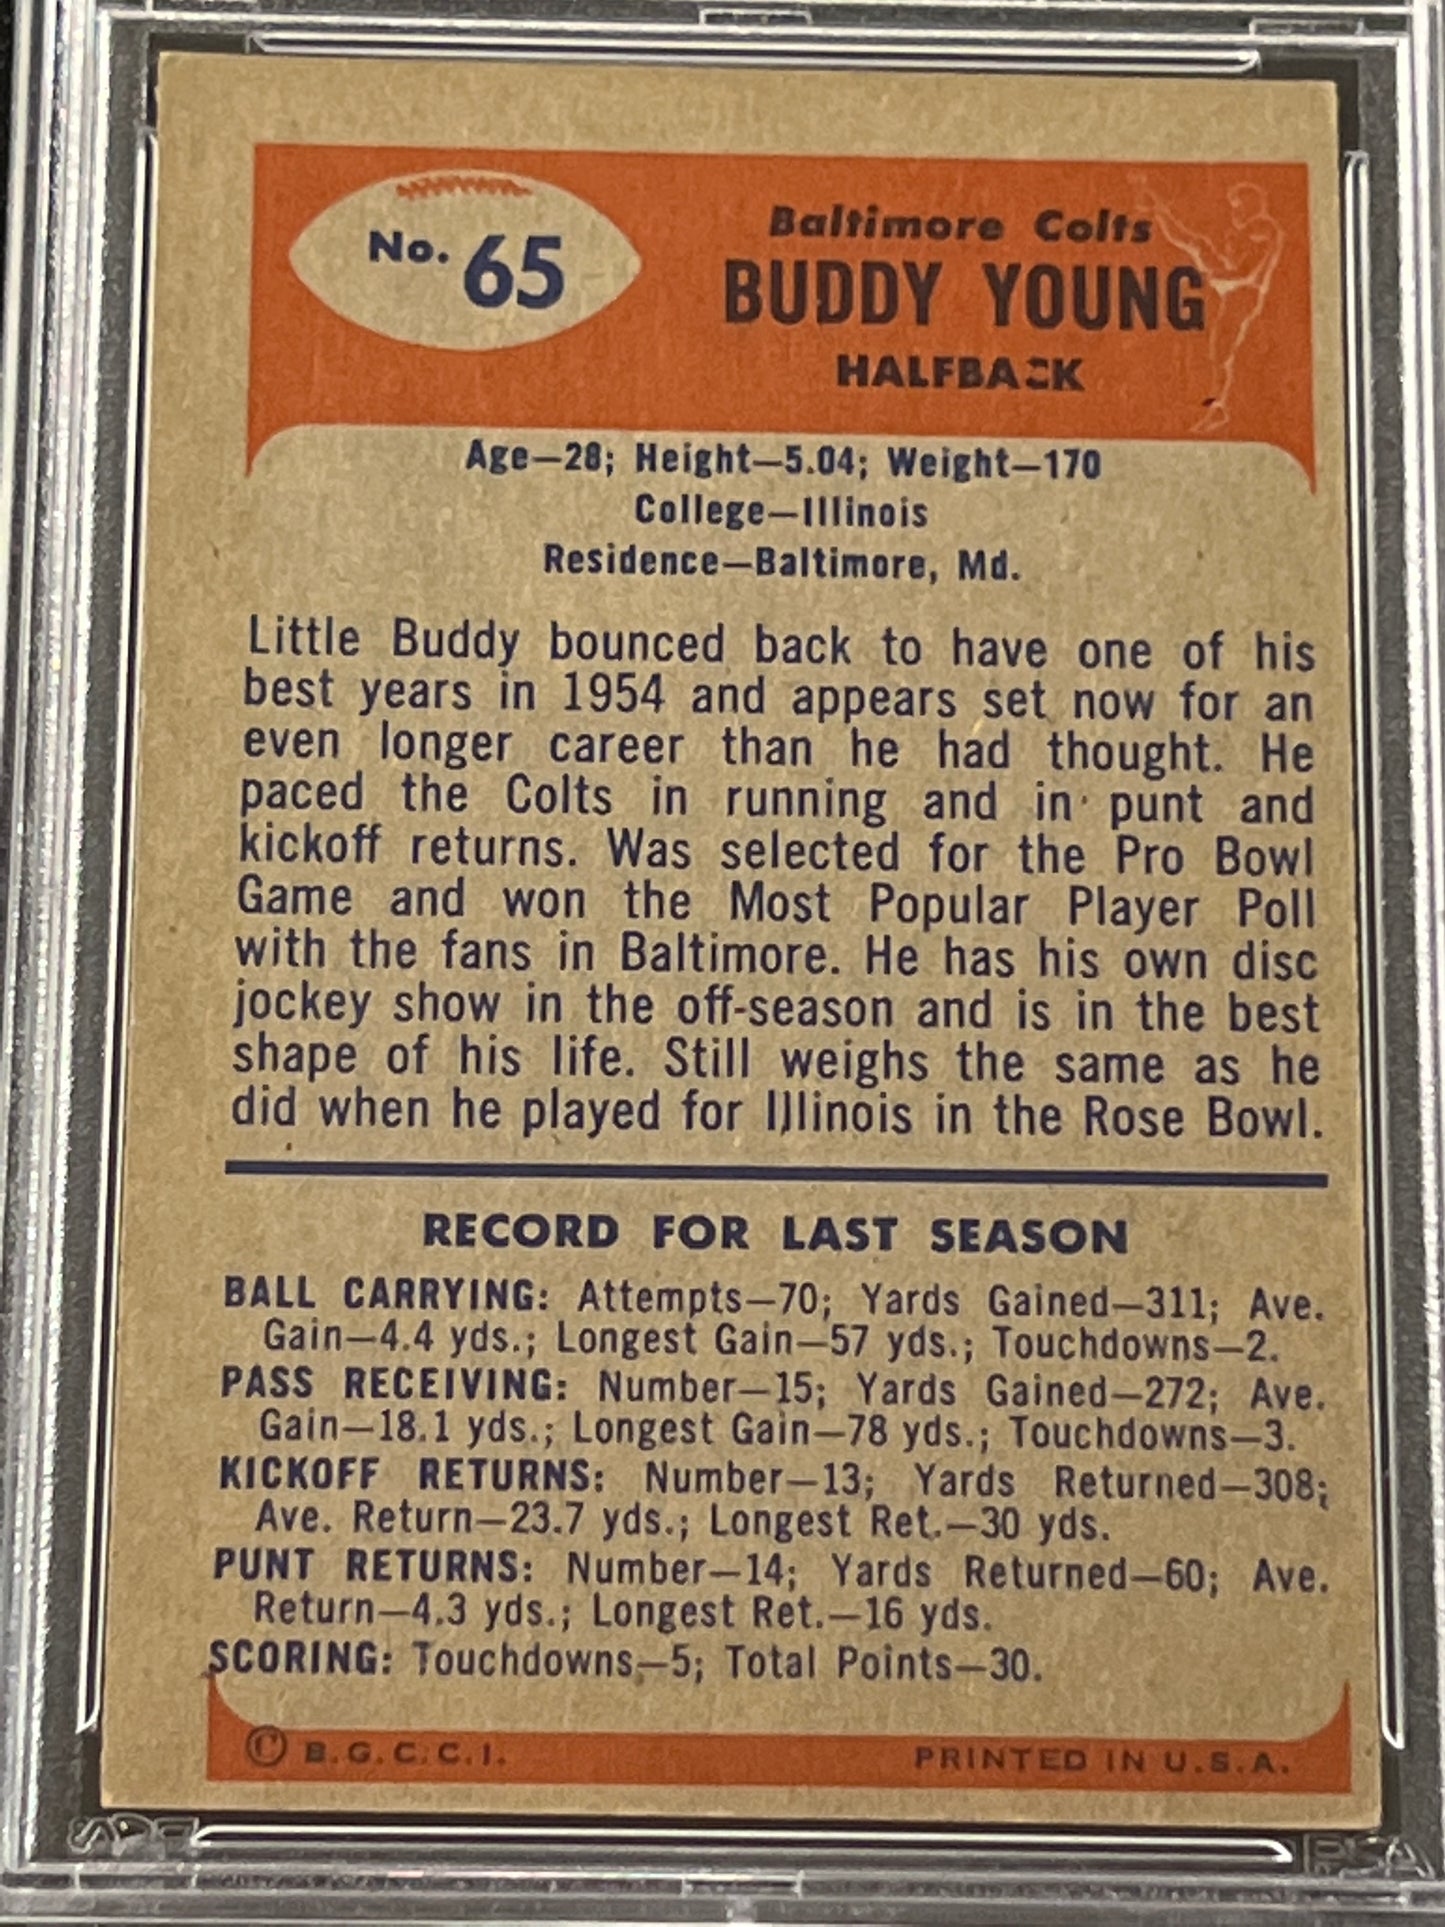 No. 65
Baltimore Colts
BUDDY YOUNG
HALFBACK
Age—28; Height—5.04; Weight—170
College—Illinois
Residence—Baltimore, Md.
Little Buddy bounced back to have one of his
best years in 1954 and appears set now for an
even longer career than he had thought. He
paced the Colts in running and in punt and
kickoff returns. Was selected for the Pro Bowl
Game and won the Most Popular Player Poll
with the fans in Baltimore. He has his own disc
jockey show in the off-season and is in the best
shape of his life. Still weighs the same as he
did when he played for Illinois in the Rose Bowl.
RECORD FOR LAST SEASON
BALL CARRYING: Attempts—70; Yards Gained—311; Ave.
Gain—4.4 yds.; Longest Gain—57 yds.; Touchdowns—2.
PASS RECEIVING: Number—15; Yards Gained—272; Ave.
Gain—18.1 yds.; Longest Gain—78 yds.; Touchdowns—3.
KICKOFF RETURNS: Number—13; Yards Returned—308;
Ave. Return—23.7 yds.; Longest Ret.—30 yds.
PUNT RETURNS: Number—14; Yards Returned—60; Ave.
Return—4.3 yds.; Longest Ret.—16 yds.
SCORING: Touchdowns—5; Total Points—30.
© B.G.C.C.I. PRINTED IN U.S.A.
PSA